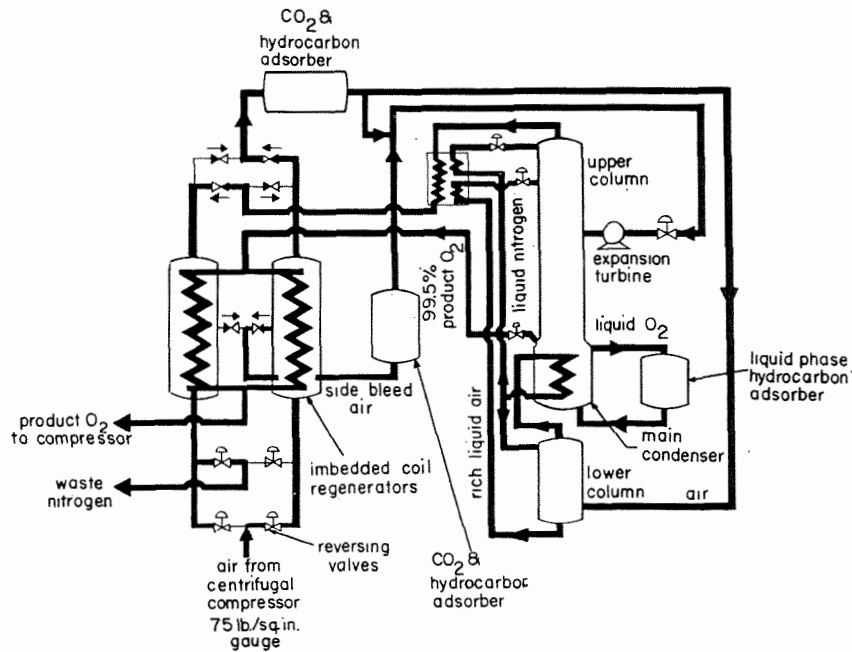 CO2 &
hydrocarbon
adsorber
upper
column
expansion
turbine
liquid nitrogen
99.5%
product O2
liquid O2
liquid phase
hydrocarbon
adsorber
side bleed
air
rich liquid air
main
condenser
product O2
to compressor
imbedded coil
regenerators
lower
column
air
waste
nitrogen
reversing
valves
air from
centrifugal
compressor
75 lb./sq.in.
gauge
CO2 &
hydrocarboc
adsorber